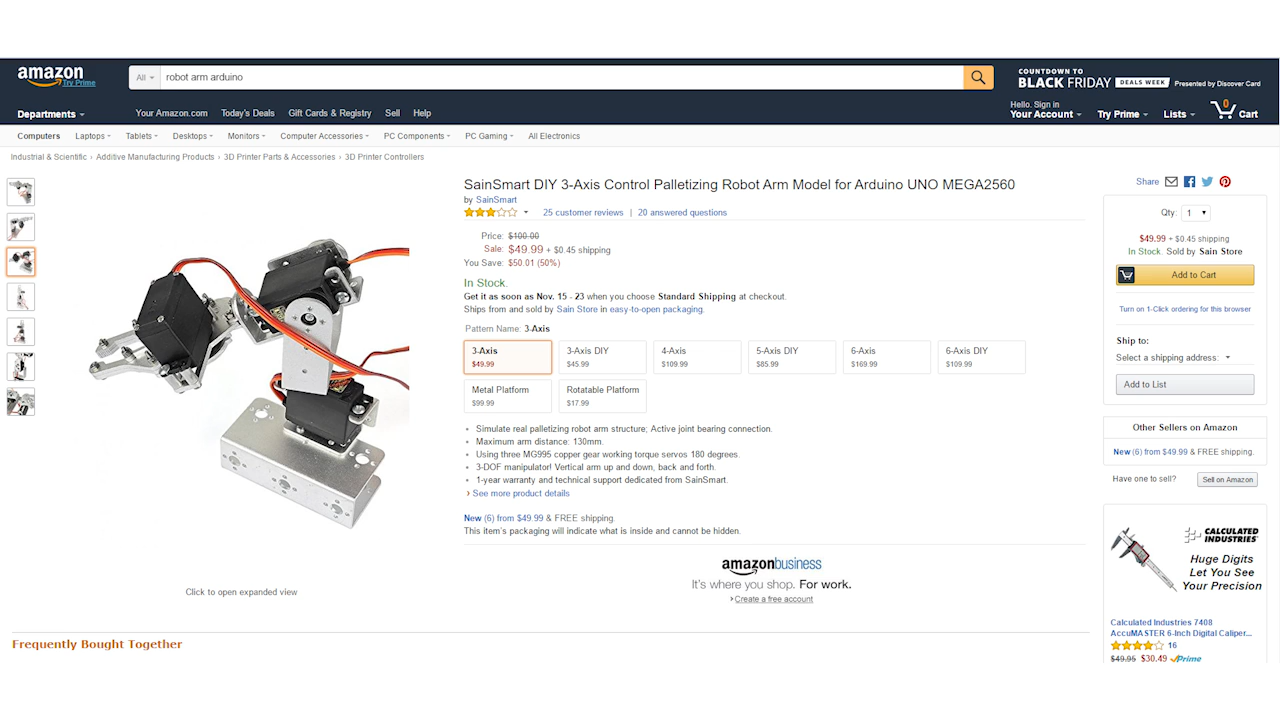 amazon
Try Prime
All
robot arm arduino
COUNTDOWN TO
BLACK FRIDAY DEALS WEEK Presented by Discover Card
Departments
Your Amazon.com Today's Deals Gift Cards & Registry Sell Help
Hello. Sign in
Your Account Try Prime Lists 0 Cart
Computers Laptops Tablets Desktops Monitors Computer Accessories PC Components PC Gaming All Electronics
Industrial & Scientific › Additive Manufacturing Products › 3D Printer Parts & Accessories › 3D Printer Controllers
SainSmart DIY 3-Axis Control Palletizing Robot Arm Model for Arduino UNO MEGA2560
by SainSmart
25 customer reviews | 20 answered questions
Price: $100.00
Sale: $49.99 + $0.45 shipping
You Save: $50.01 (50%)
In Stock.
Get it as soon as Nov. 15 - 23 when you choose Standard Shipping at checkout.
Ships from and sold by Sain Store in easy-to-open packaging.
Pattern Name: 3-Axis
3-Axis 3-Axis DIY 4-Axis 5-Axis DIY 6-Axis 6-Axis DIY
$49.99 $45.99 $109.99 $85.99 $169.99 $109.99
Metal Platform Rotatable Platform
$99.99 $17.99
• Simulate real palletizing robot arm structure; Active joint bearing connection.
• Maximum arm distance: 130mm.
• Using three MG995 copper gear working torque servos 180 degrees.
• 3-DOF manipulator! Vertical arm up and down, back and forth.
• 1-year warranty and technical support dedicated from SainSmart.
› See more product details
New (6) from $49.99 & FREE shipping.
This item's packaging will indicate what is inside and cannot be hidden.
amazonbusiness
It's where you shop. For work.
› Create a free account
Click to open expanded view
Frequently Bought Together
Share
Qty: 1
$49.99 + $0.45 shipping
In Stock. Sold by Sain Store
Add to Cart
Turn on 1-Click ordering for this browser
Ship to:
Select a shipping address:
Add to List
Other Sellers on Amazon
New (6) from $49.99 & FREE shipping.
Have one to sell? Sell on Amazon
CALCULATED
INDUSTRIES
Huge Digits
Let You See
Your Precision
Calculated Industries 7408
AccuMASTER 6-Inch Digital Caliper...
16
$49.95 $30.49 Prime